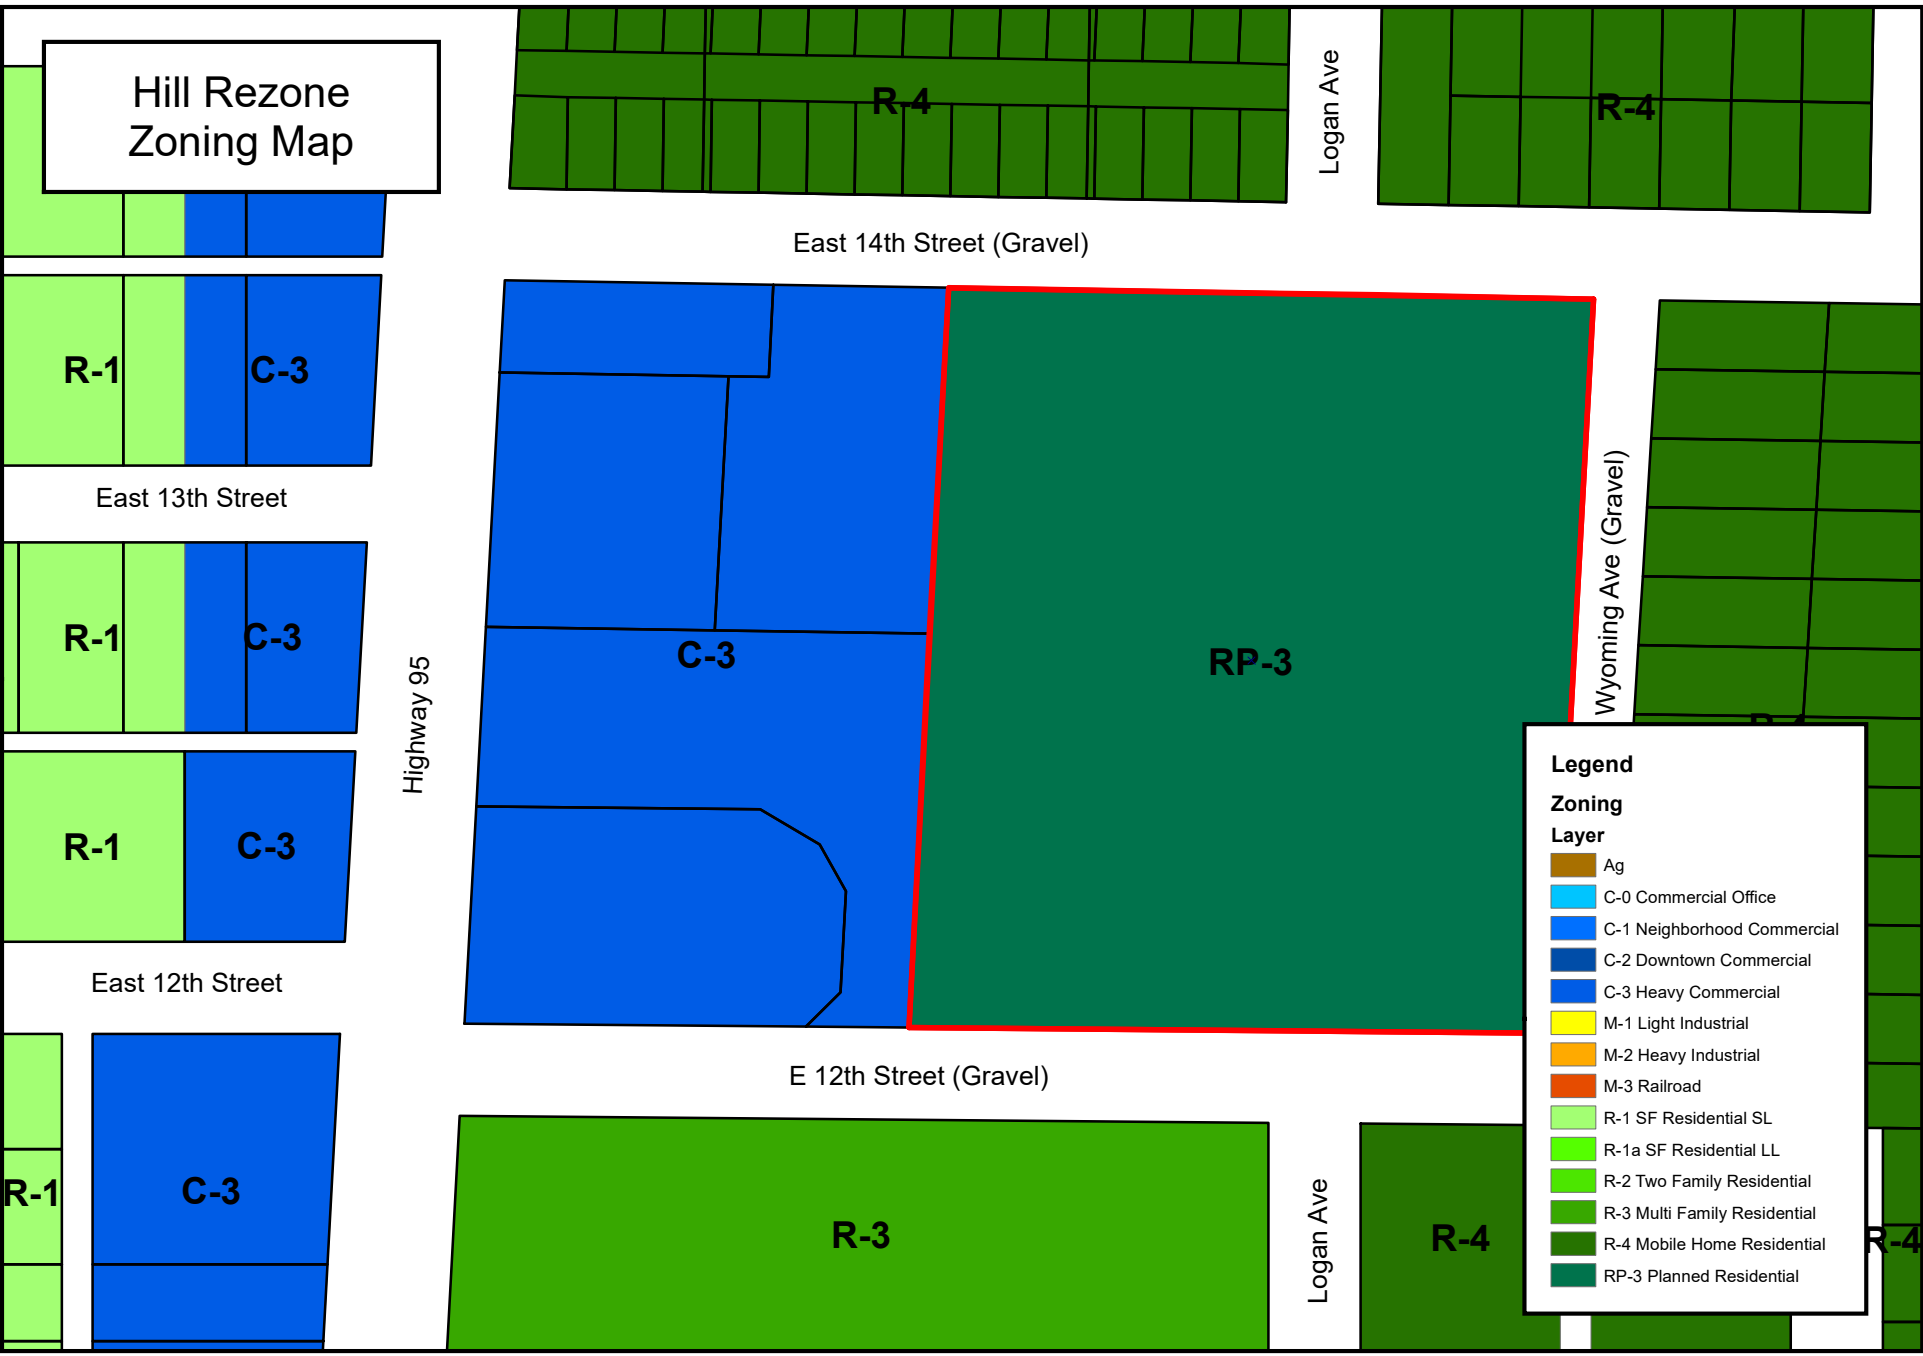 Hill Rezone
Zoning Map
R-4
Logan Ave
R-4
East 14th Street (Gravel)
R-1
C-3
East 13th Street
R-1
C-3
Highway 95
C-3
RP-3
Wyoming Ave (Gravel)
R-1
C-3
East 12th Street
E 12th Street (Gravel)
R-1
C-3
R-3
Logan Ave
R-4
R-4
Legend
Zoning
Layer
Ag
C-0 Commercial Office
C-1 Neighborhood Commercial
C-2 Downtown Commercial
C-3 Heavy Commercial
M-1 Light Industrial
M-2 Heavy Industrial
M-3 Railroad
R-1 SF Residential SL
R-1a SF Residential LL
R-2 Two Family Residential
R-3 Multi Family Residential
R-4 Mobile Home Residential
RP-3 Planned Residential